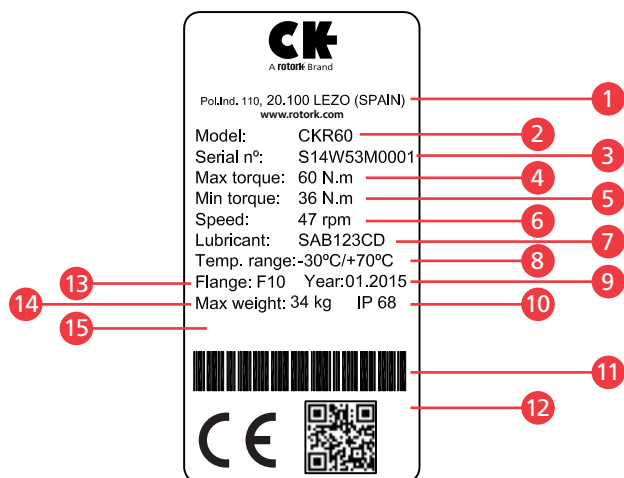 CK
A rotork Brand
Pol.Ind. 110, 20.100 LEZO (SPAIN) 1
www.rotork.com
Model: CKR60 2
Serial nº: S14W53M0001 3
Max torque: 60 N.m 4
Min torque: 36 N.m 5
Speed: 47 rpm 6
Lubricant: SAB123CD 7
Temp. range:-30ºC/+70ºC 8
13 Flange: F10 Year:01.2015 9
14 Max weight: 34 kg IP 68 10
15
11
12
CE